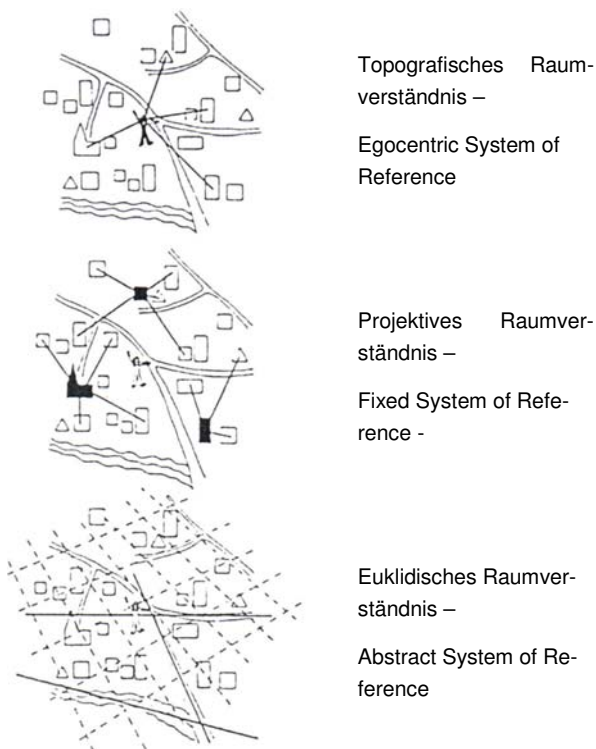 Topografisches Raum-
verständnis –
Egocentric System of
Reference
Projektives Raumver-
ständnis –
Fixed System of Refe-
rence -
Euklidisches Raumver-
ständnis –
Abstract System of Re-
ference